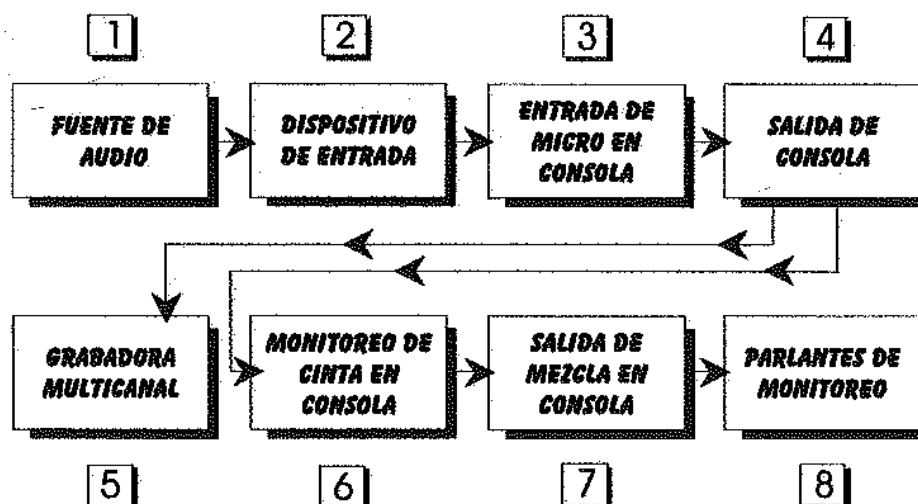 1
2
3
4
FUENTE DE
AUDIO
DISPOSITIVO
DE ENTRADA
ENTRADA DE
MICRO EN
CONSOLA
SALIDA DE
CONSOLA
GRABADORA
MULTICANAL
MONITOREO DE
CINTA EN
CONSOLA
SALIDA DE
MEZCLA EN
CONSOLA
PARLANTES DE
MONITOREO
5
6
7
8